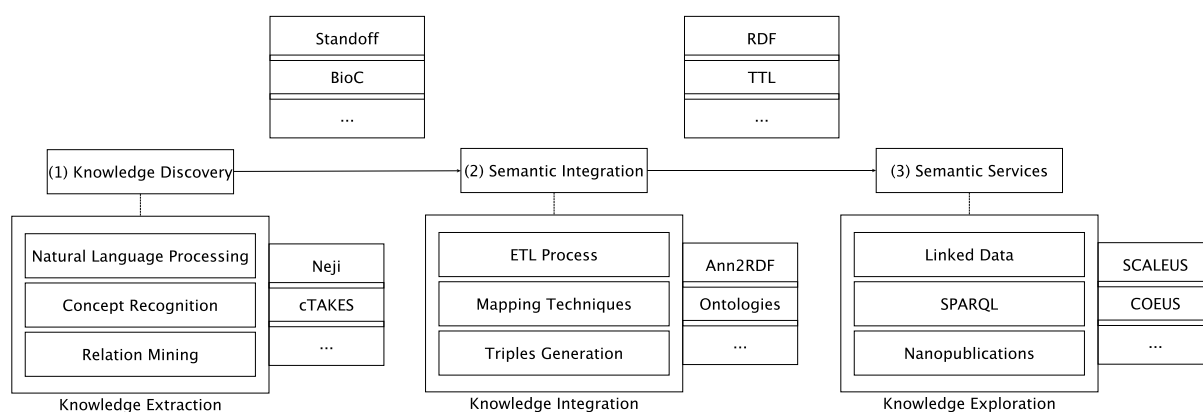 Standoff
BioC
...
RDF
TTL
...
(1) Knowledge Discovery
(2) Semantic Integration
(3) Semantic Services
Natural Language Processing
Concept Recognition
Relation Mining
Neji
cTAKES
...
Knowledge Extraction
ETL Process
Mapping Techniques
Triples Generation
Ann2RDF
Ontologies
...
Knowledge Integration
Linked Data
SPARQL
Nanopublications
SCALEUS
COEUS
...
Knowledge Exploration